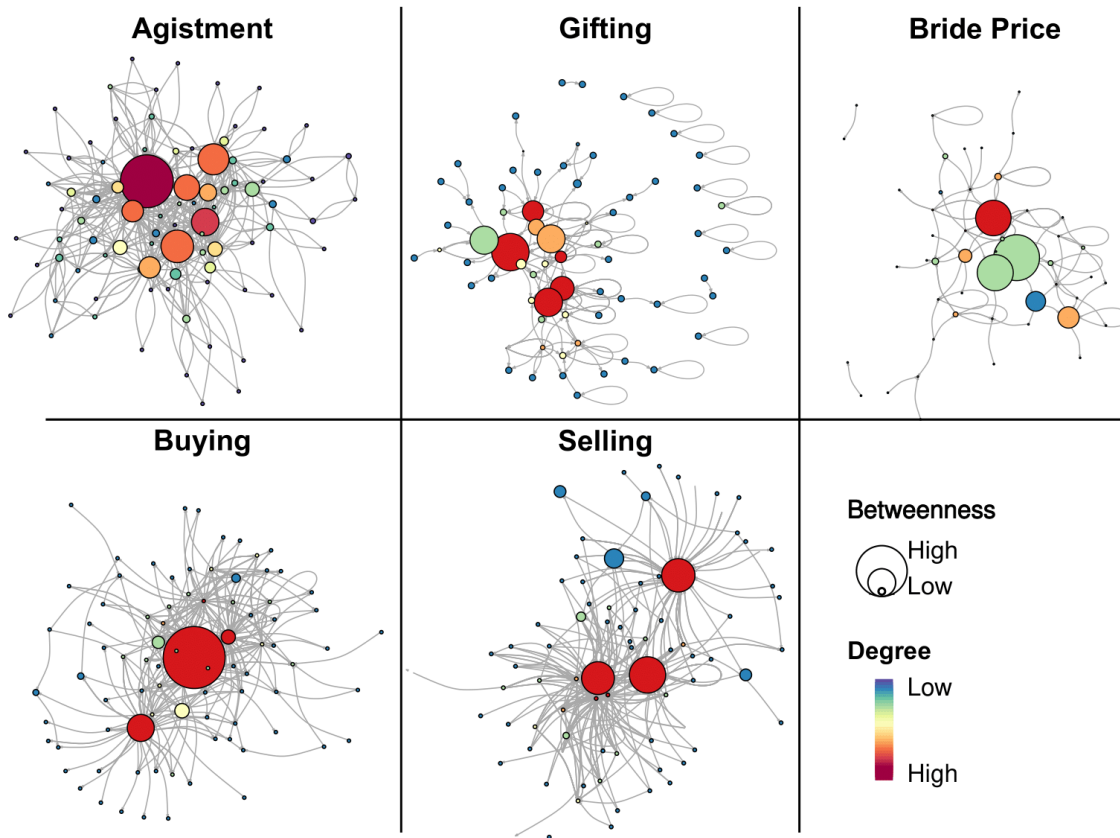 Agistment
Gifting
Bride Price
Buying
Selling
Betweenness
High
Low
Degree
Low
High